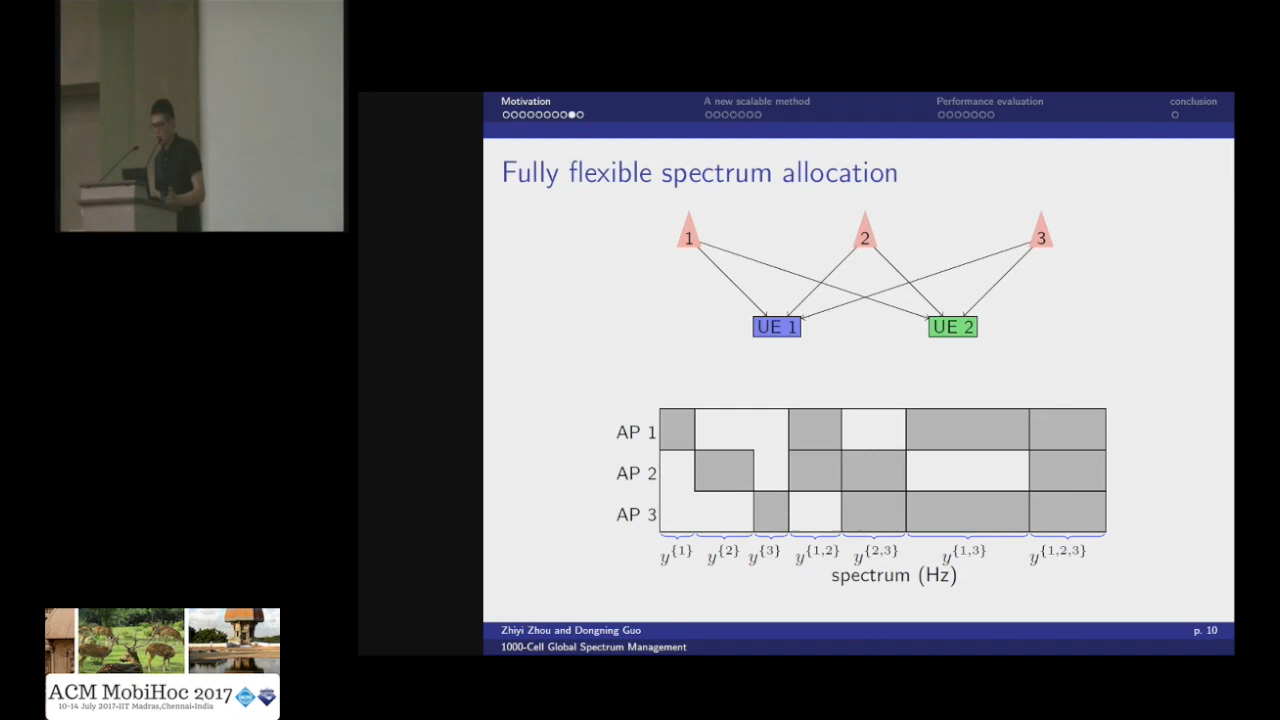 Motivation
A new scalable method
Performance evaluation
conclusion
Fully flexible spectrum allocation
1
2
3
UE 1
UE 2
AP 1
AP 2
AP 3
y^{1} y^{2} y^{3} y^{1,2} y^{2,3} y^{1,3} y^{1,2,3}
spectrum (Hz)
Zhiyi Zhou and Dongning Guo
p. 10
1000-Cell Global Spectrum Management
ACM MobiHoc 2017
10-14 July 2017•IIT Madras,Chennai•India